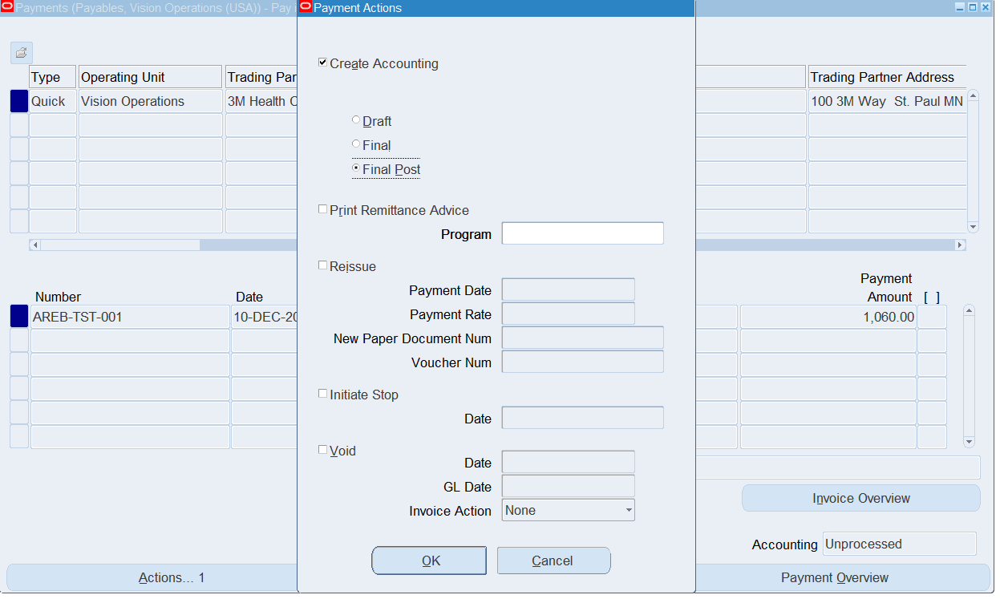 Payments (Payables, Vision Operations (USA)) - Pay i
Payment Actions
Create Accounting
Type
Operating Unit
Trading Par
Trading Partner Address
Quick
Vision Operations
3M Health C
100 3M Way  St. Paul MN
Draft
Final
Final Post
Print Remittance Advice
Program
Reissue
Payment Date
Payment Rate
New Paper Document Num
Voucher Num
Number
Date
Payment
Amount
[ ]
AREB-TST-001
10-DEC-20
1,060.00
Initiate Stop
Date
Void
Date
GL Date
Invoice Action
None
Invoice Overview
Accounting
Unprocessed
OK
Cancel
Actions... 1
Payment Overview